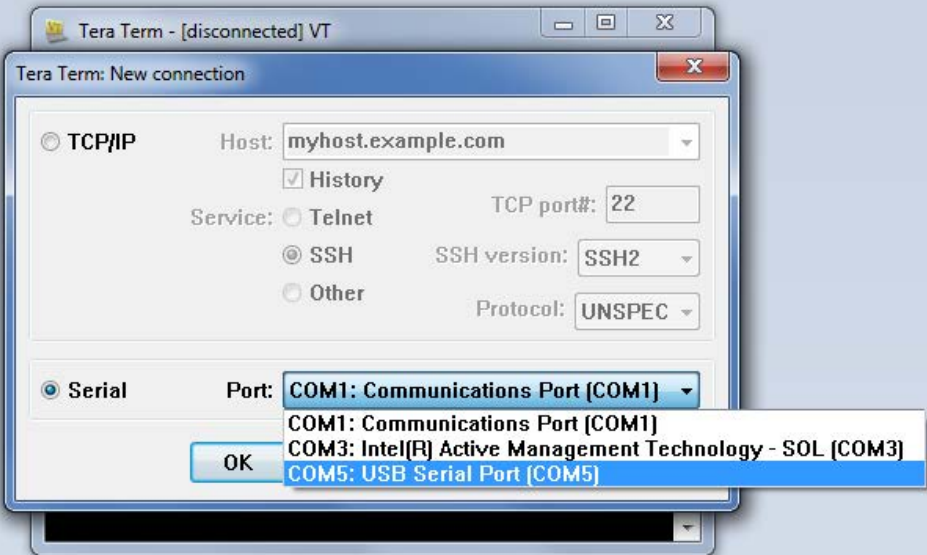 Tera Term - [disconnected] VT
Tera Term: New connection
TCP/IP Host: myhost.example.com
History
Service: Telnet TCP port#: 22
SSH SSH version: SSH2
Other Protocol: UNSPEC
Serial Port: COM1: Communications Port (COM1)
COM1: Communications Port (COM1)
COM3: Intel(R) Active Management Technology - SOL (COM3)
OK COM5: USB Serial Port (COM5)